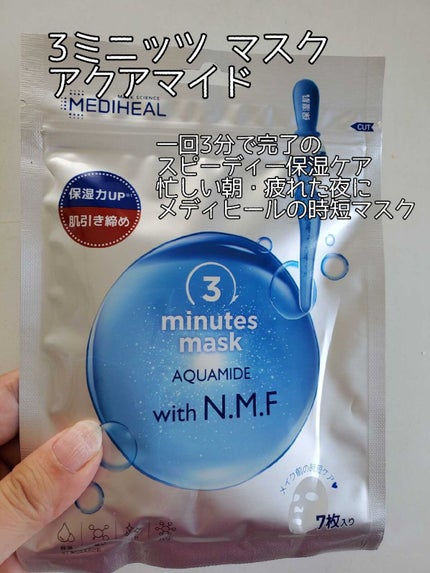 3ミニッツ マスク
アクアマイド
MASK SCIENCE
MEDIHEAL
CUT
一回3分で完了の
スピーディー保湿ケア
忙しい朝・疲れた夜に
メディヒールの時短マスク
保湿力UP
肌引き締め
3
minutes
mask
AQUAMIDE
with N.M.F
7枚入り